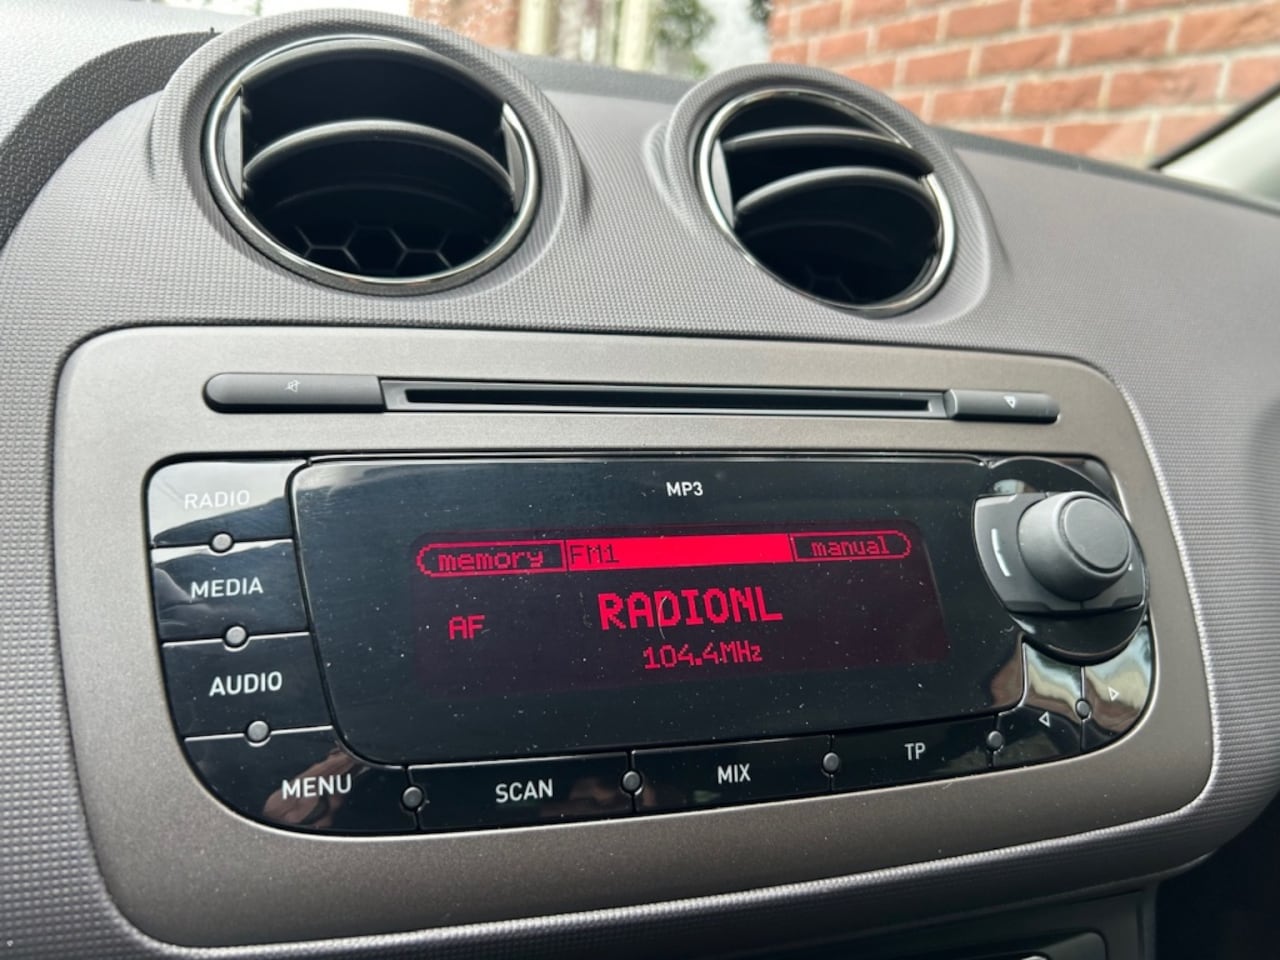 MP3
RADIO
MEDIA
AUDIO
MENU
memory FM1 manual
AF RADIONL
104.4MHz
SCAN MIX TP